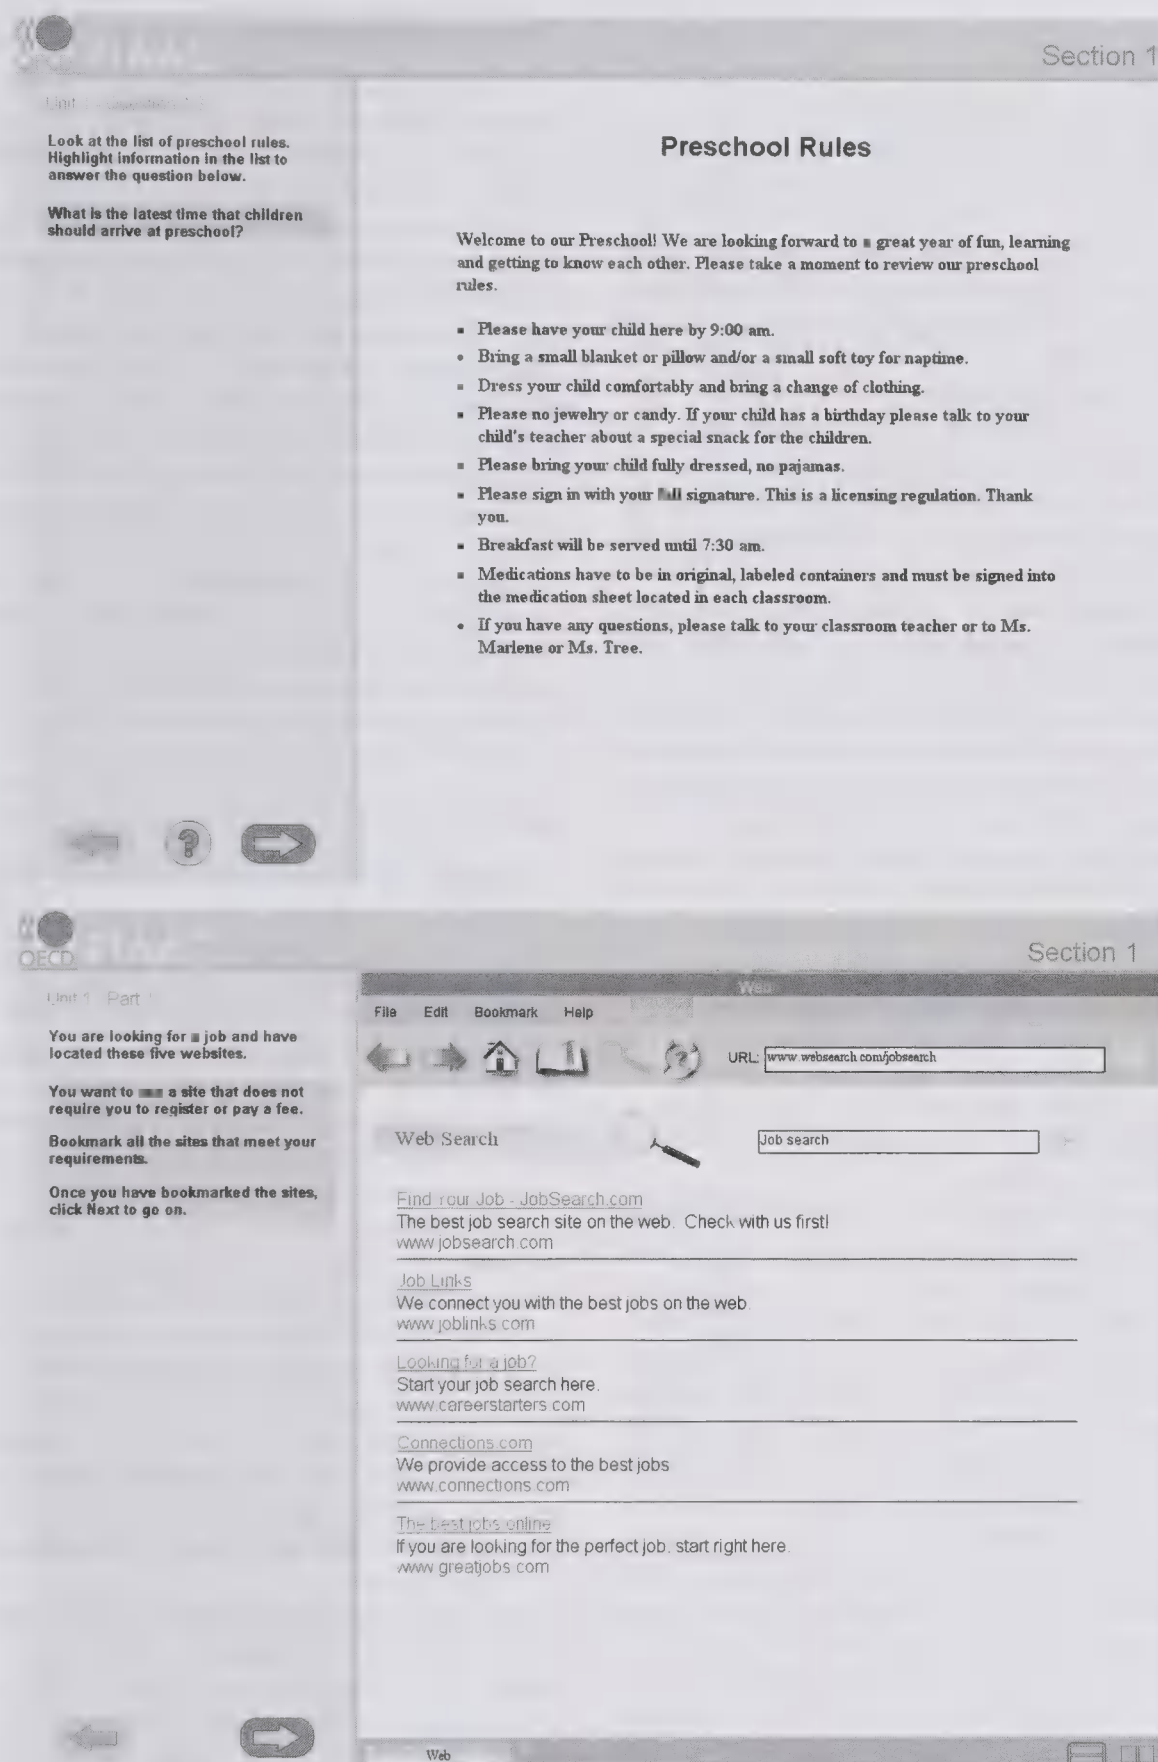 Section 1
Look at the list of preschool rules.
Highlight information in the list to
answer the question below.
What is the latest time that children
should arrive at preschool?
Preschool Rules
Welcome to our Preschool! We are looking forward to a great year of fun, learning
and getting to know each other. Please take a moment to review our preschool
rules.
Please have your child here by 9:00 am.
Bring a small blanket or pillow and/or a small soft toy for naptime.
Dress your child comfortably and bring a change of clothing.
Please no jewelry or candy. If your child has a birthday please talk to your
child's teacher about a special snack for the children.
Please bring your child fully dressed, no pajamas.
Please sign in with your full signature. This is a licensing regulation. Thank
you.
Breakfast will be served until 7:30 am.
Medications have to be in original, labeled containers and must be signed into
the medication sheet located in each classroom.
If you have any questions, please talk to your classroom teacher or to Ms.
Marlene or Ms. Tree.
OECD
Section 1
Unit 1 Part
You are looking for a job and have
located these five websites.
You want to a site that does not
require you to register or pay a fee.
Bookmark all the sites that meet your
requirements.
Once you have bookmarked the sites,
click Next to go on.
Web
File Edit Bookmark Help
URL: www.websearch.com/jobsearch
Web Search
Job search
Find Your Job - JobSearch.com
The best job search site on the web. Check with us first!
www.jobsearch.com
Job Links
We connect you with the best jobs on the web
www.joblinks.com
Looking for a job?
Start your job search here.
www.careerstarters.com
Connections.com
We provide access to the best jobs
www.connections.com
The best jobs online
If you are looking for the perfect job, start right here.
www.greatjobs.com
Web